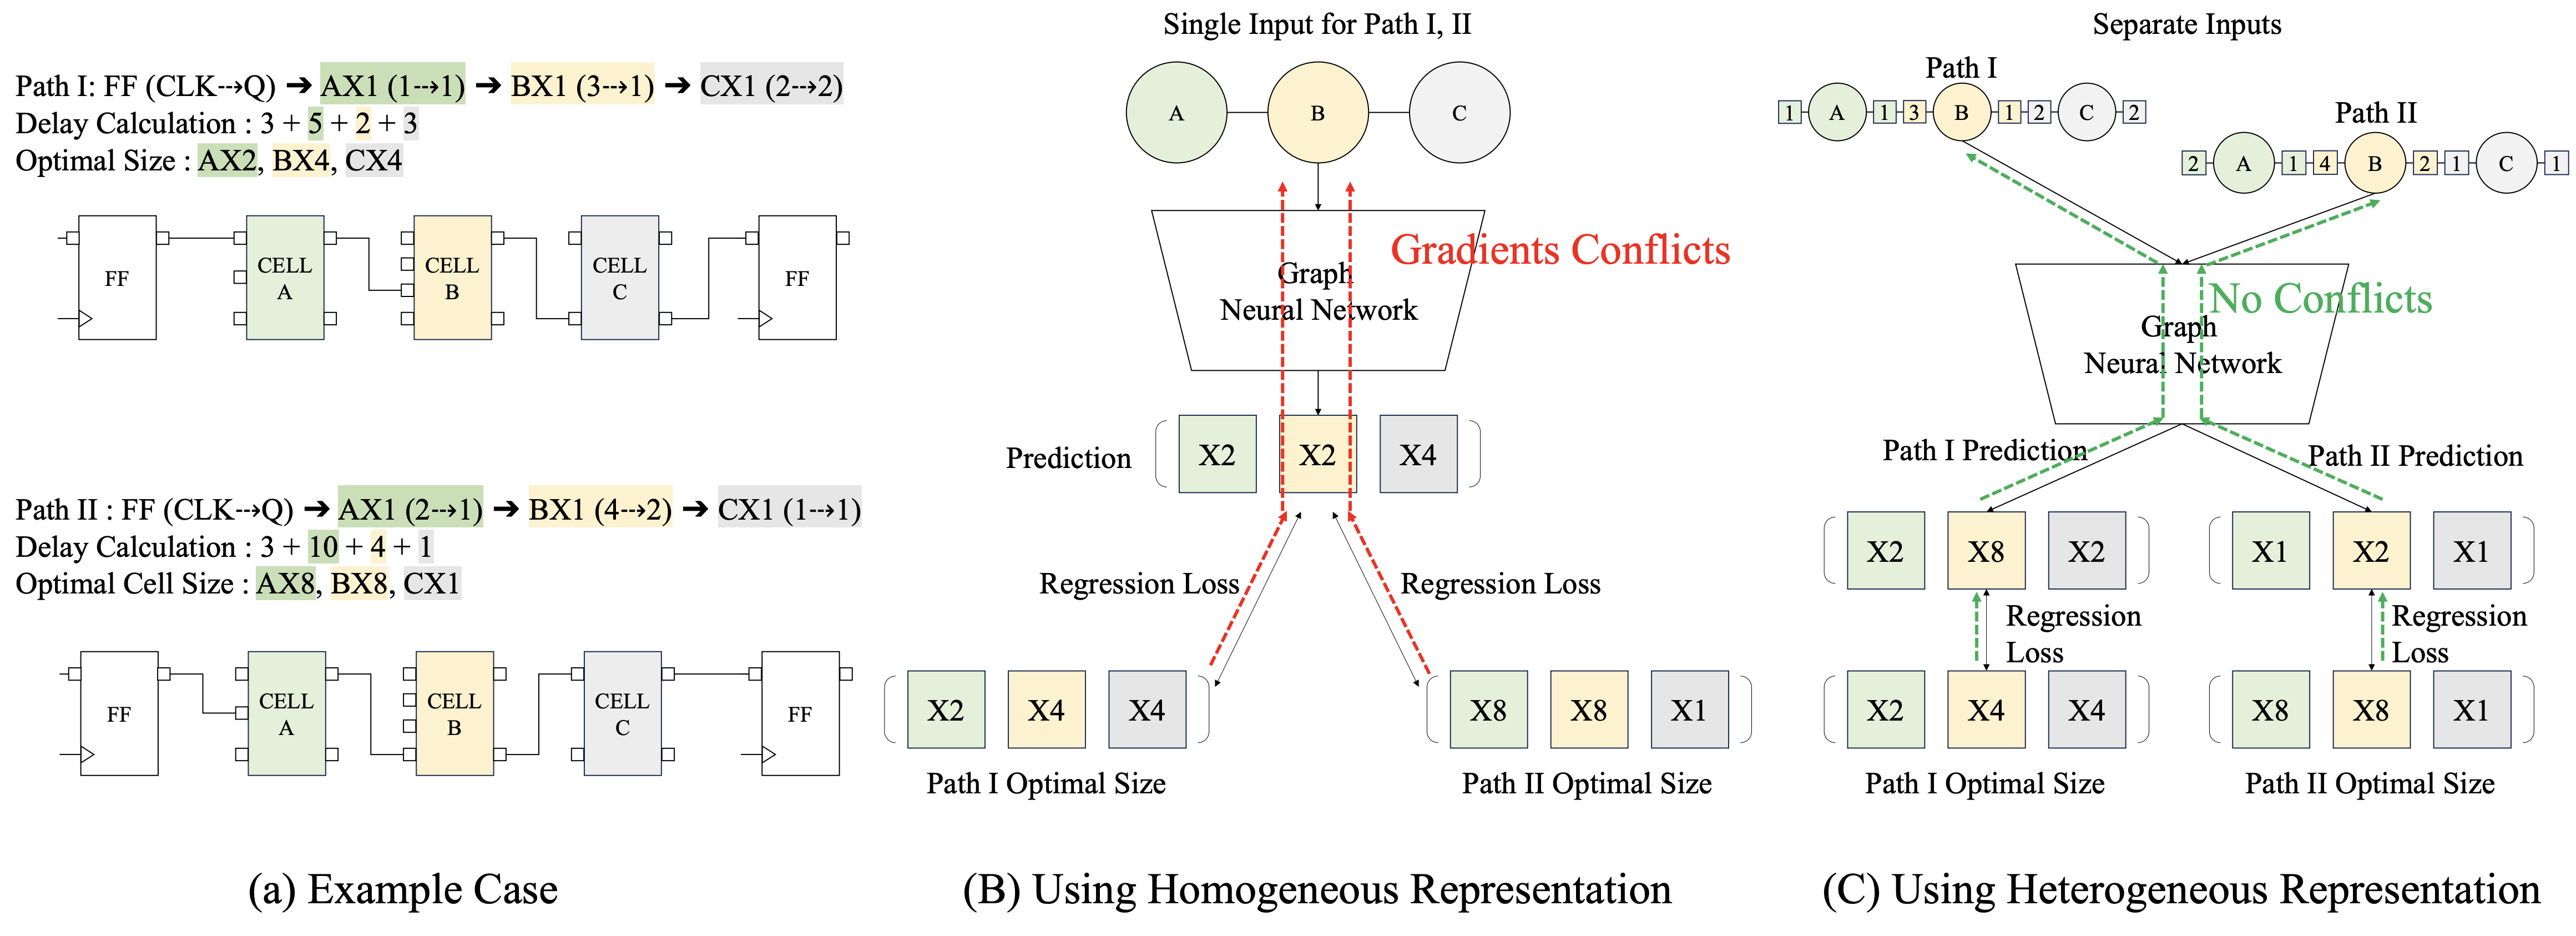 Path I: FF (CLK⇢Q) ➔ AX1 (1⇢1) ➔ BX1 (3⇢1) ➔ CX1 (2⇢2)
Delay Calculation : 3 + 5 + 2 + 3
Optimal Size : AX2, BX4, CX4
FF
CELL
A
CELL
B
CELL
C
FF
Path II : FF (CLK⇢Q) ➔ AX1 (2⇢1) ➔ BX1 (4⇢2) ➔ CX1 (1⇢1)
Delay Calculation : 3 + 10 + 4 + 1
Optimal Cell Size : AX8, BX8, CX1
FF
CELL
A
CELL
B
CELL
C
FF
(a) Example Case
Single Input for Path I, II
A B C
Gradients Conflicts
Graph
Neural Network
Prediction
X2 X2 X4
Regression Loss
Regression Loss
X2 X4 X4
X8 X8 X1
Path I Optimal Size
Path II Optimal Size
(B) Using Homogeneous Representation
Separate Inputs
Path I
1 A 1 3 B 1 2 C 2
Path II
2 A 1 4 B 2 1 C 1
No Conflicts
Graph
Neural Network
Path I Prediction
Path II Prediction
X2 X8 X2
X1 X2 X1
Regression
Loss
Regression
Loss
X2 X4 X4
X8 X8 X1
Path I Optimal Size
Path II Optimal Size
(C) Using Heterogeneous Representation